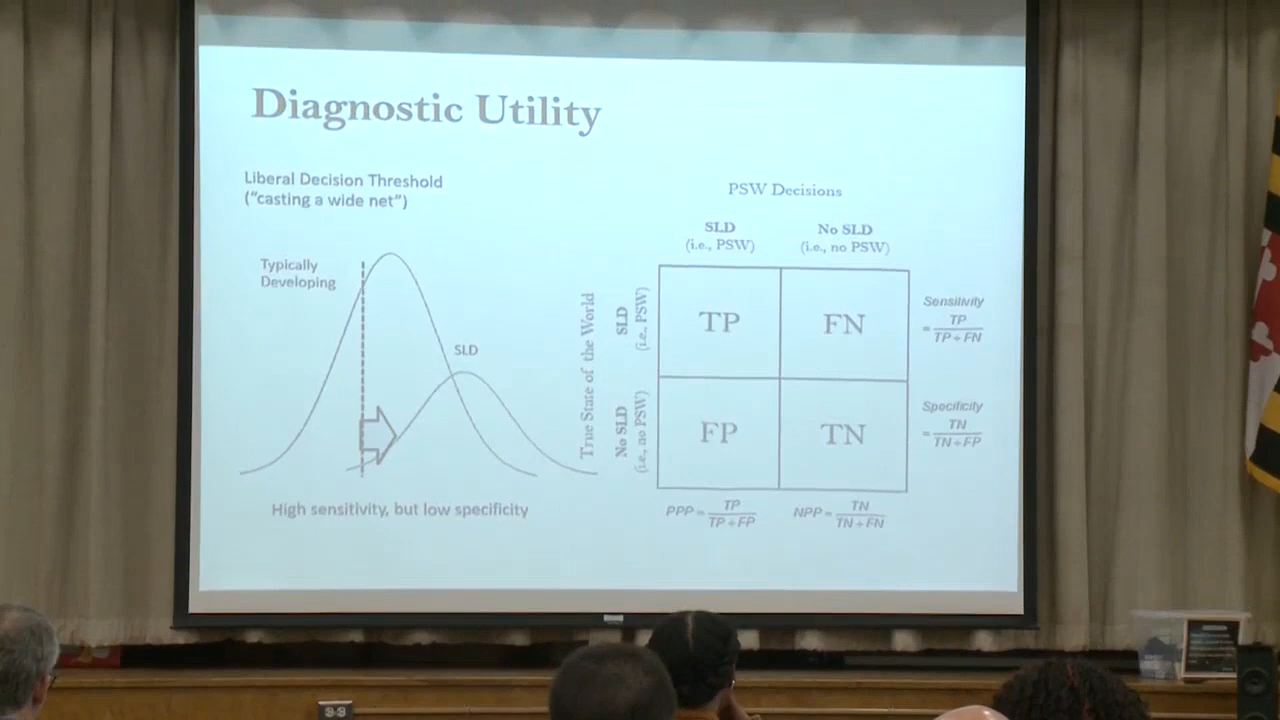 Diagnostic Utility
Liberal Decision Threshold
("casting a wide net")
Typically
Developing
SLD
High sensitivity, but low specificity
PSW Decisions
SLD
(i.e., PSW)
No SLD
(i.e., no PSW)
True State of the World
SLD
(i.e., PSW)
No SLD
(i.e., no PSW)
TP
FN
FP
TN
Sensitivity
= TP
TP+FN
Specificity
= TN
TN+FP
PPP = TP
TP+FP
NPP = TN
TN+FN